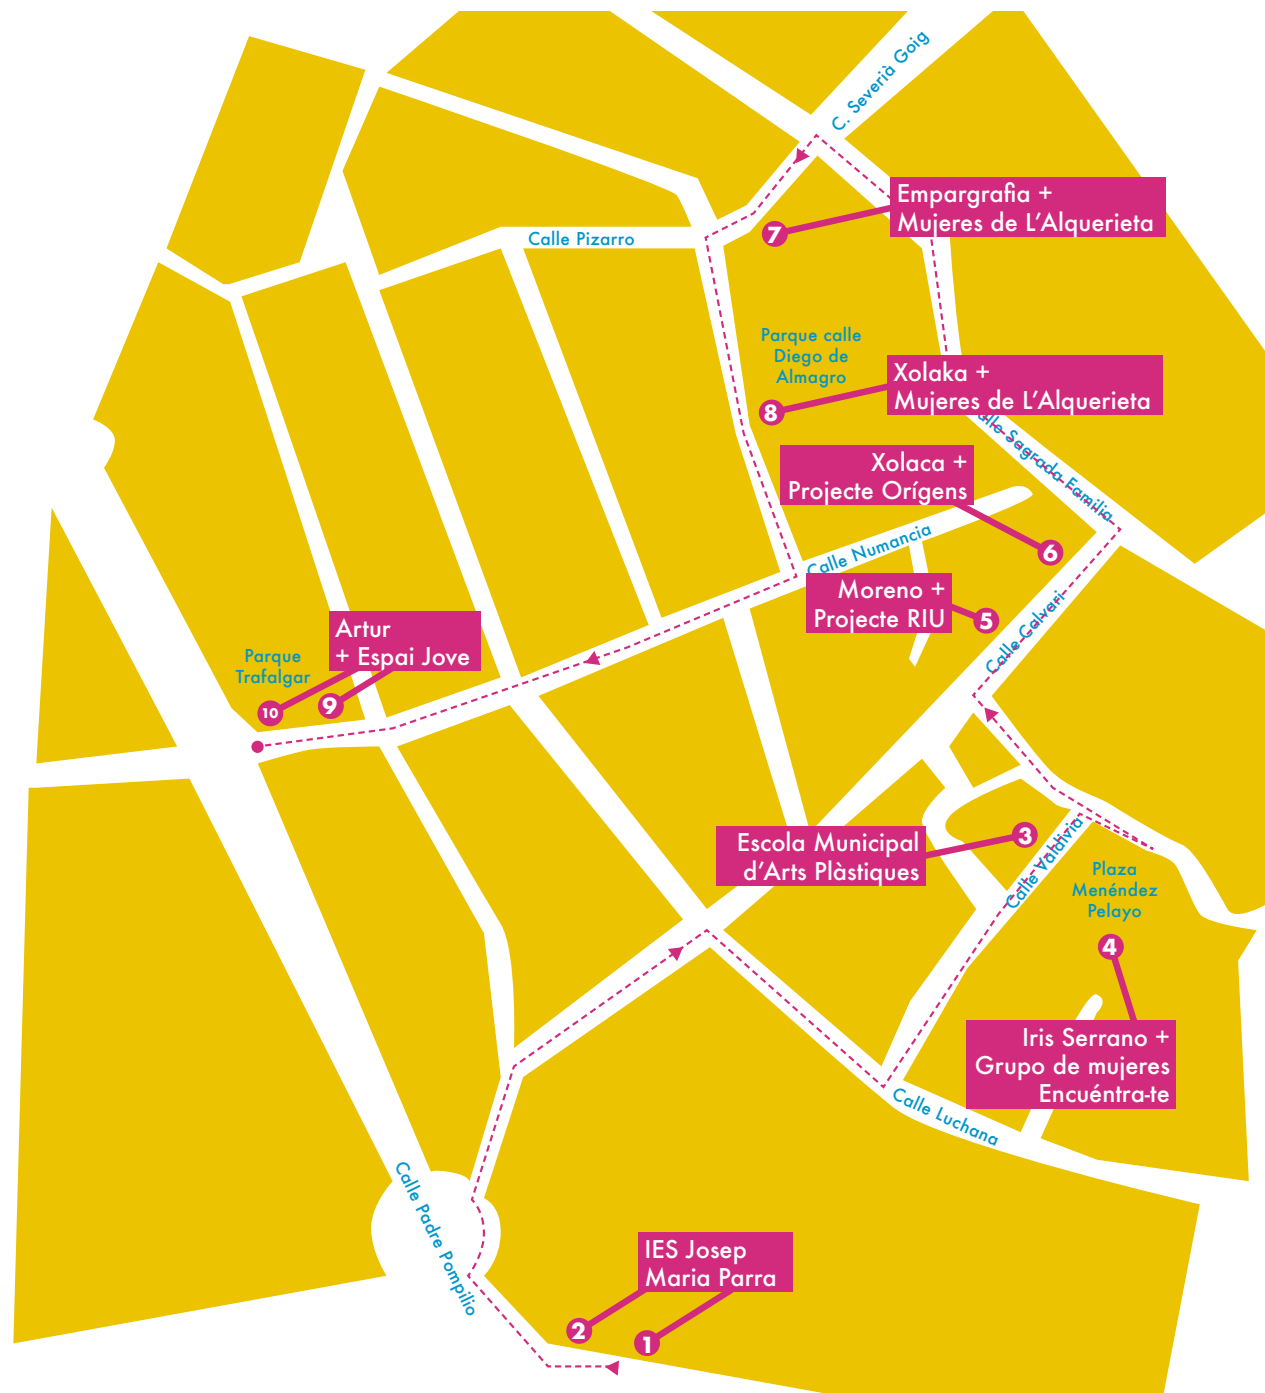 C. Severià Goig
Empargrafia +
Mujeres de L'Alquerieta
7
Calle Pizarro
Parque calle
Diego de
Almagro
Xolaka +
Mujeres de L'Alquerieta
8
Calle Sagrada Familia
Xolaca +
Projecte Orígens
6
Calle Numancia
Moreno +
Projecte RIU
5
Calle Calvari
Artur
+ Espai Jove
Parque
Trafalgar
10
9
Escola Municipal
d'Arts Plàstiques
3
Calle Valdivia
Plaza
Menéndez
Pelayo
4
Iris Serrano +
Grupo de mujeres
Encuéntra-te
Calle Luchana
Calle Padre Pompilio
IES Josep
Maria Parra
2
1